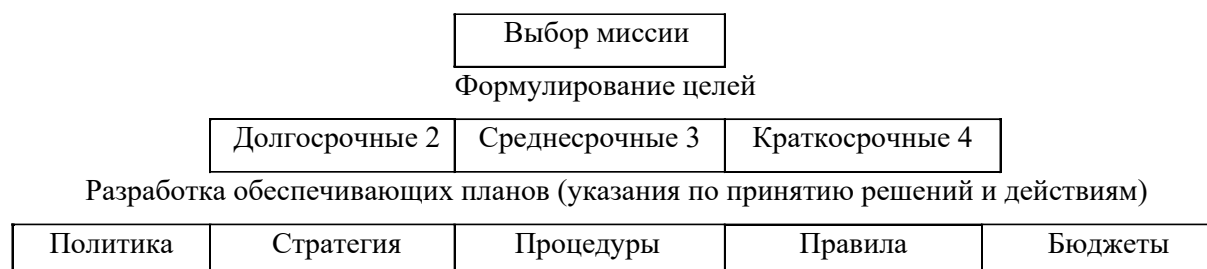 Выбор миссии
Формулирование целей
Долгосрочные 2 Среднесрочные 3 Краткосрочные 4
Разработка обеспечивающих планов (указания по принятию решений и действиям)
Политика Стратегия Процедуры Правила Бюджеты